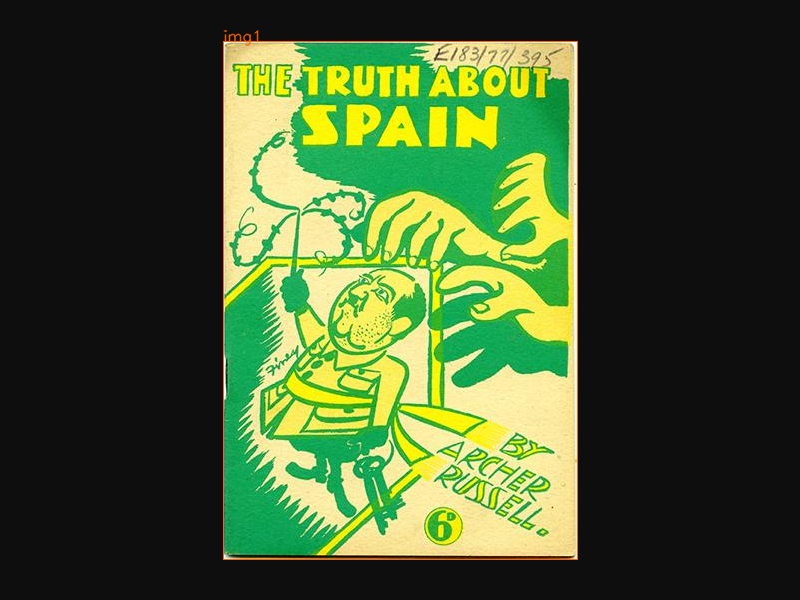 img1
E183/77/395
THE TRUTH ABOUT
SPAIN
Finey
BY
ARCHER
RUSSELL.
6D